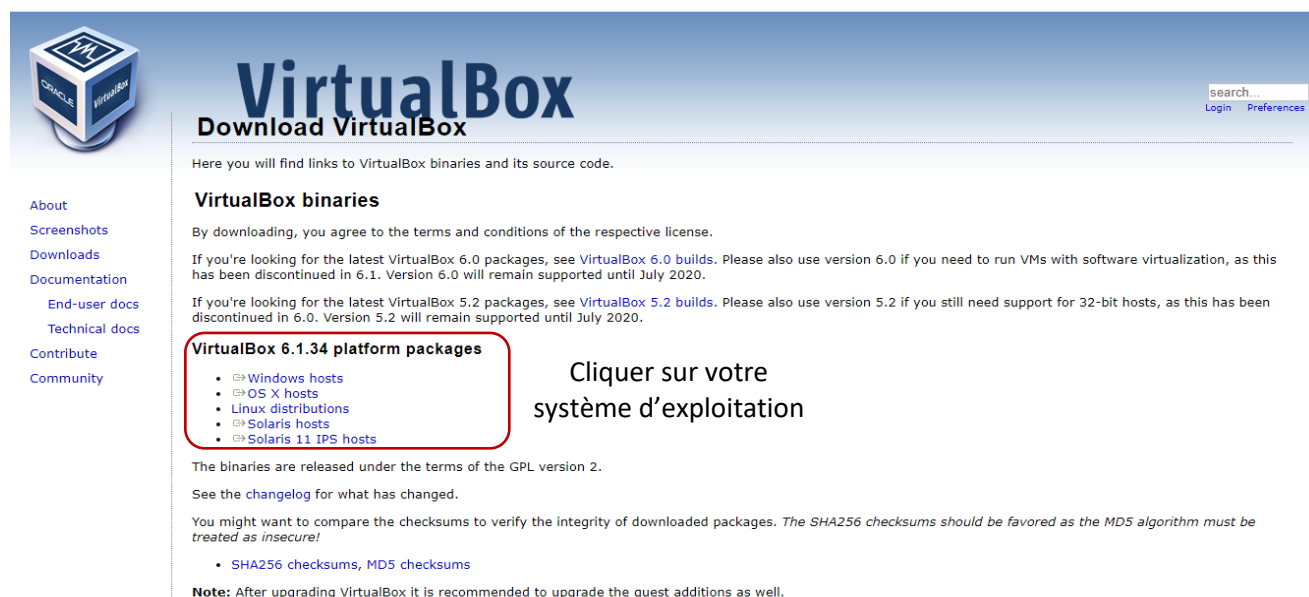 ORACLE
VirtualBox
VirtualBox
search...
Login Preferences
Download VirtualBox
Here you will find links to VirtualBox binaries and its source code.
About
Screenshots
Downloads
Documentation
End-user docs
Technical docs
Contribute
Community
VirtualBox binaries
By downloading, you agree to the terms and conditions of the respective license.
If you're looking for the latest VirtualBox 6.0 packages, see VirtualBox 6.0 builds. Please also use version 6.0 if you need to run VMs with software virtualization, as this
has been discontinued in 6.1. Version 6.0 will remain supported until July 2020.
If you're looking for the latest VirtualBox 5.2 packages, see VirtualBox 5.2 builds. Please also use version 5.2 if you still need support for 32-bit hosts, as this has been
discontinued in 6.0. Version 5.2 will remain supported until July 2020.
VirtualBox 6.1.34 platform packages
• Windows hosts
• OS X hosts
• Linux distributions
• Solaris hosts
• Solaris 11 IPS hosts
Cliquer sur votre
système d’exploitation
The binaries are released under the terms of the GPL version 2.
See the changelog for what has changed.
You might want to compare the checksums to verify the integrity of downloaded packages. The SHA256 checksums should be favored as the MD5 algorithm must be
treated as insecure!
• SHA256 checksums, MD5 checksums
Note: After upgrading VirtualBox it is recommended to upgrade the guest additions as well.